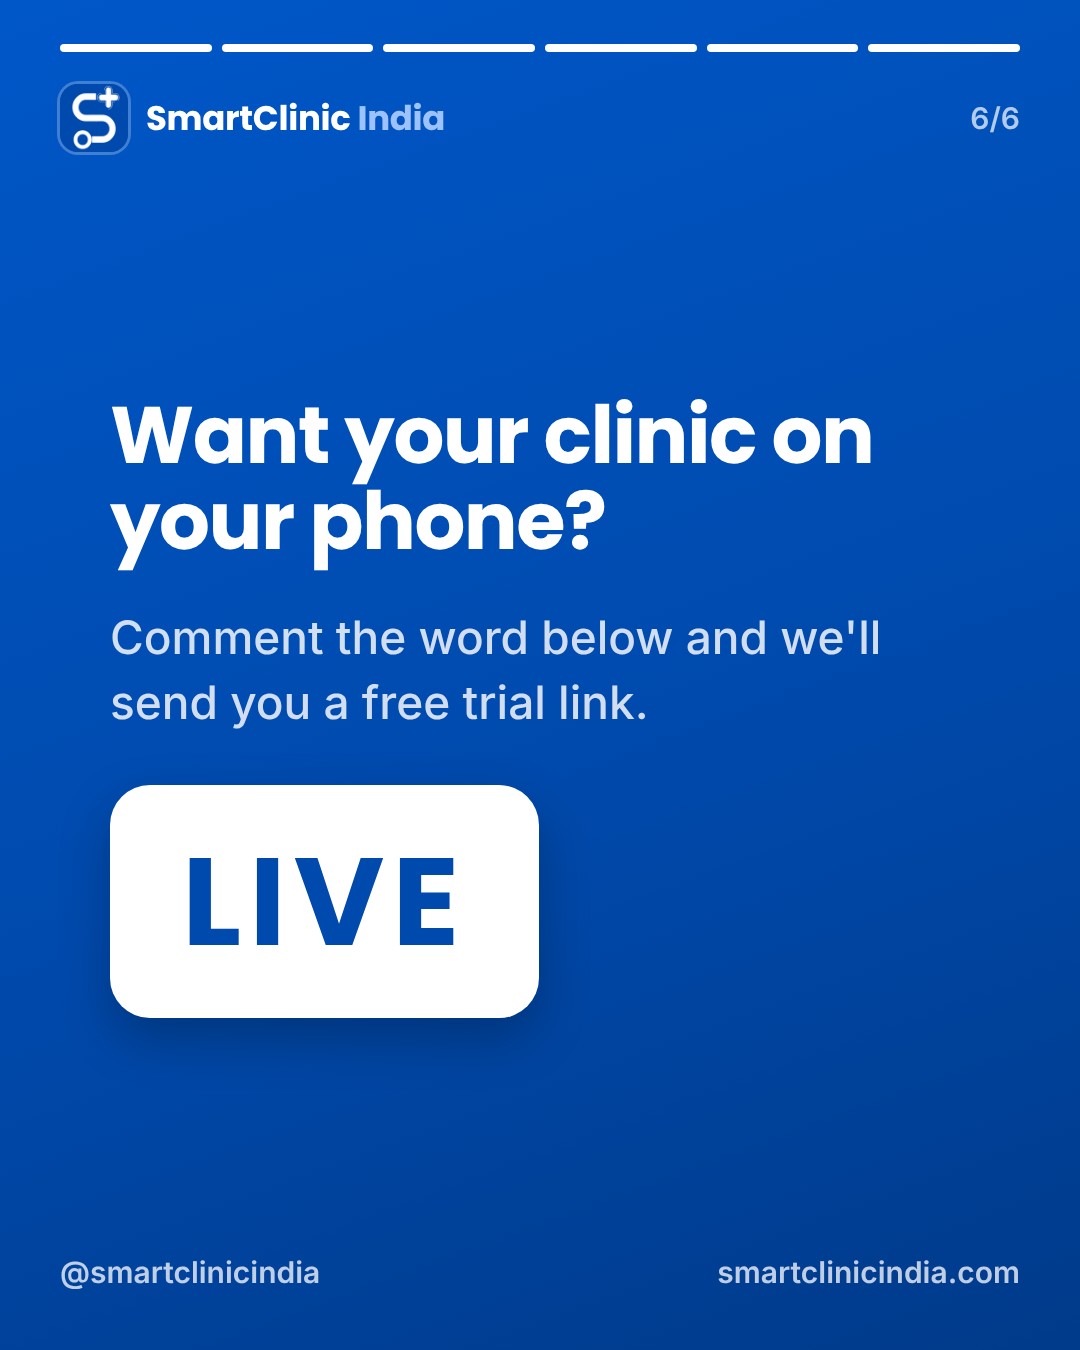 SmartClinic India
6/6
Want your clinic on
your phone?
Comment the word below and we'll
send you a free trial link.
LIVE
@smartclinicindia
smartclinicindia.com